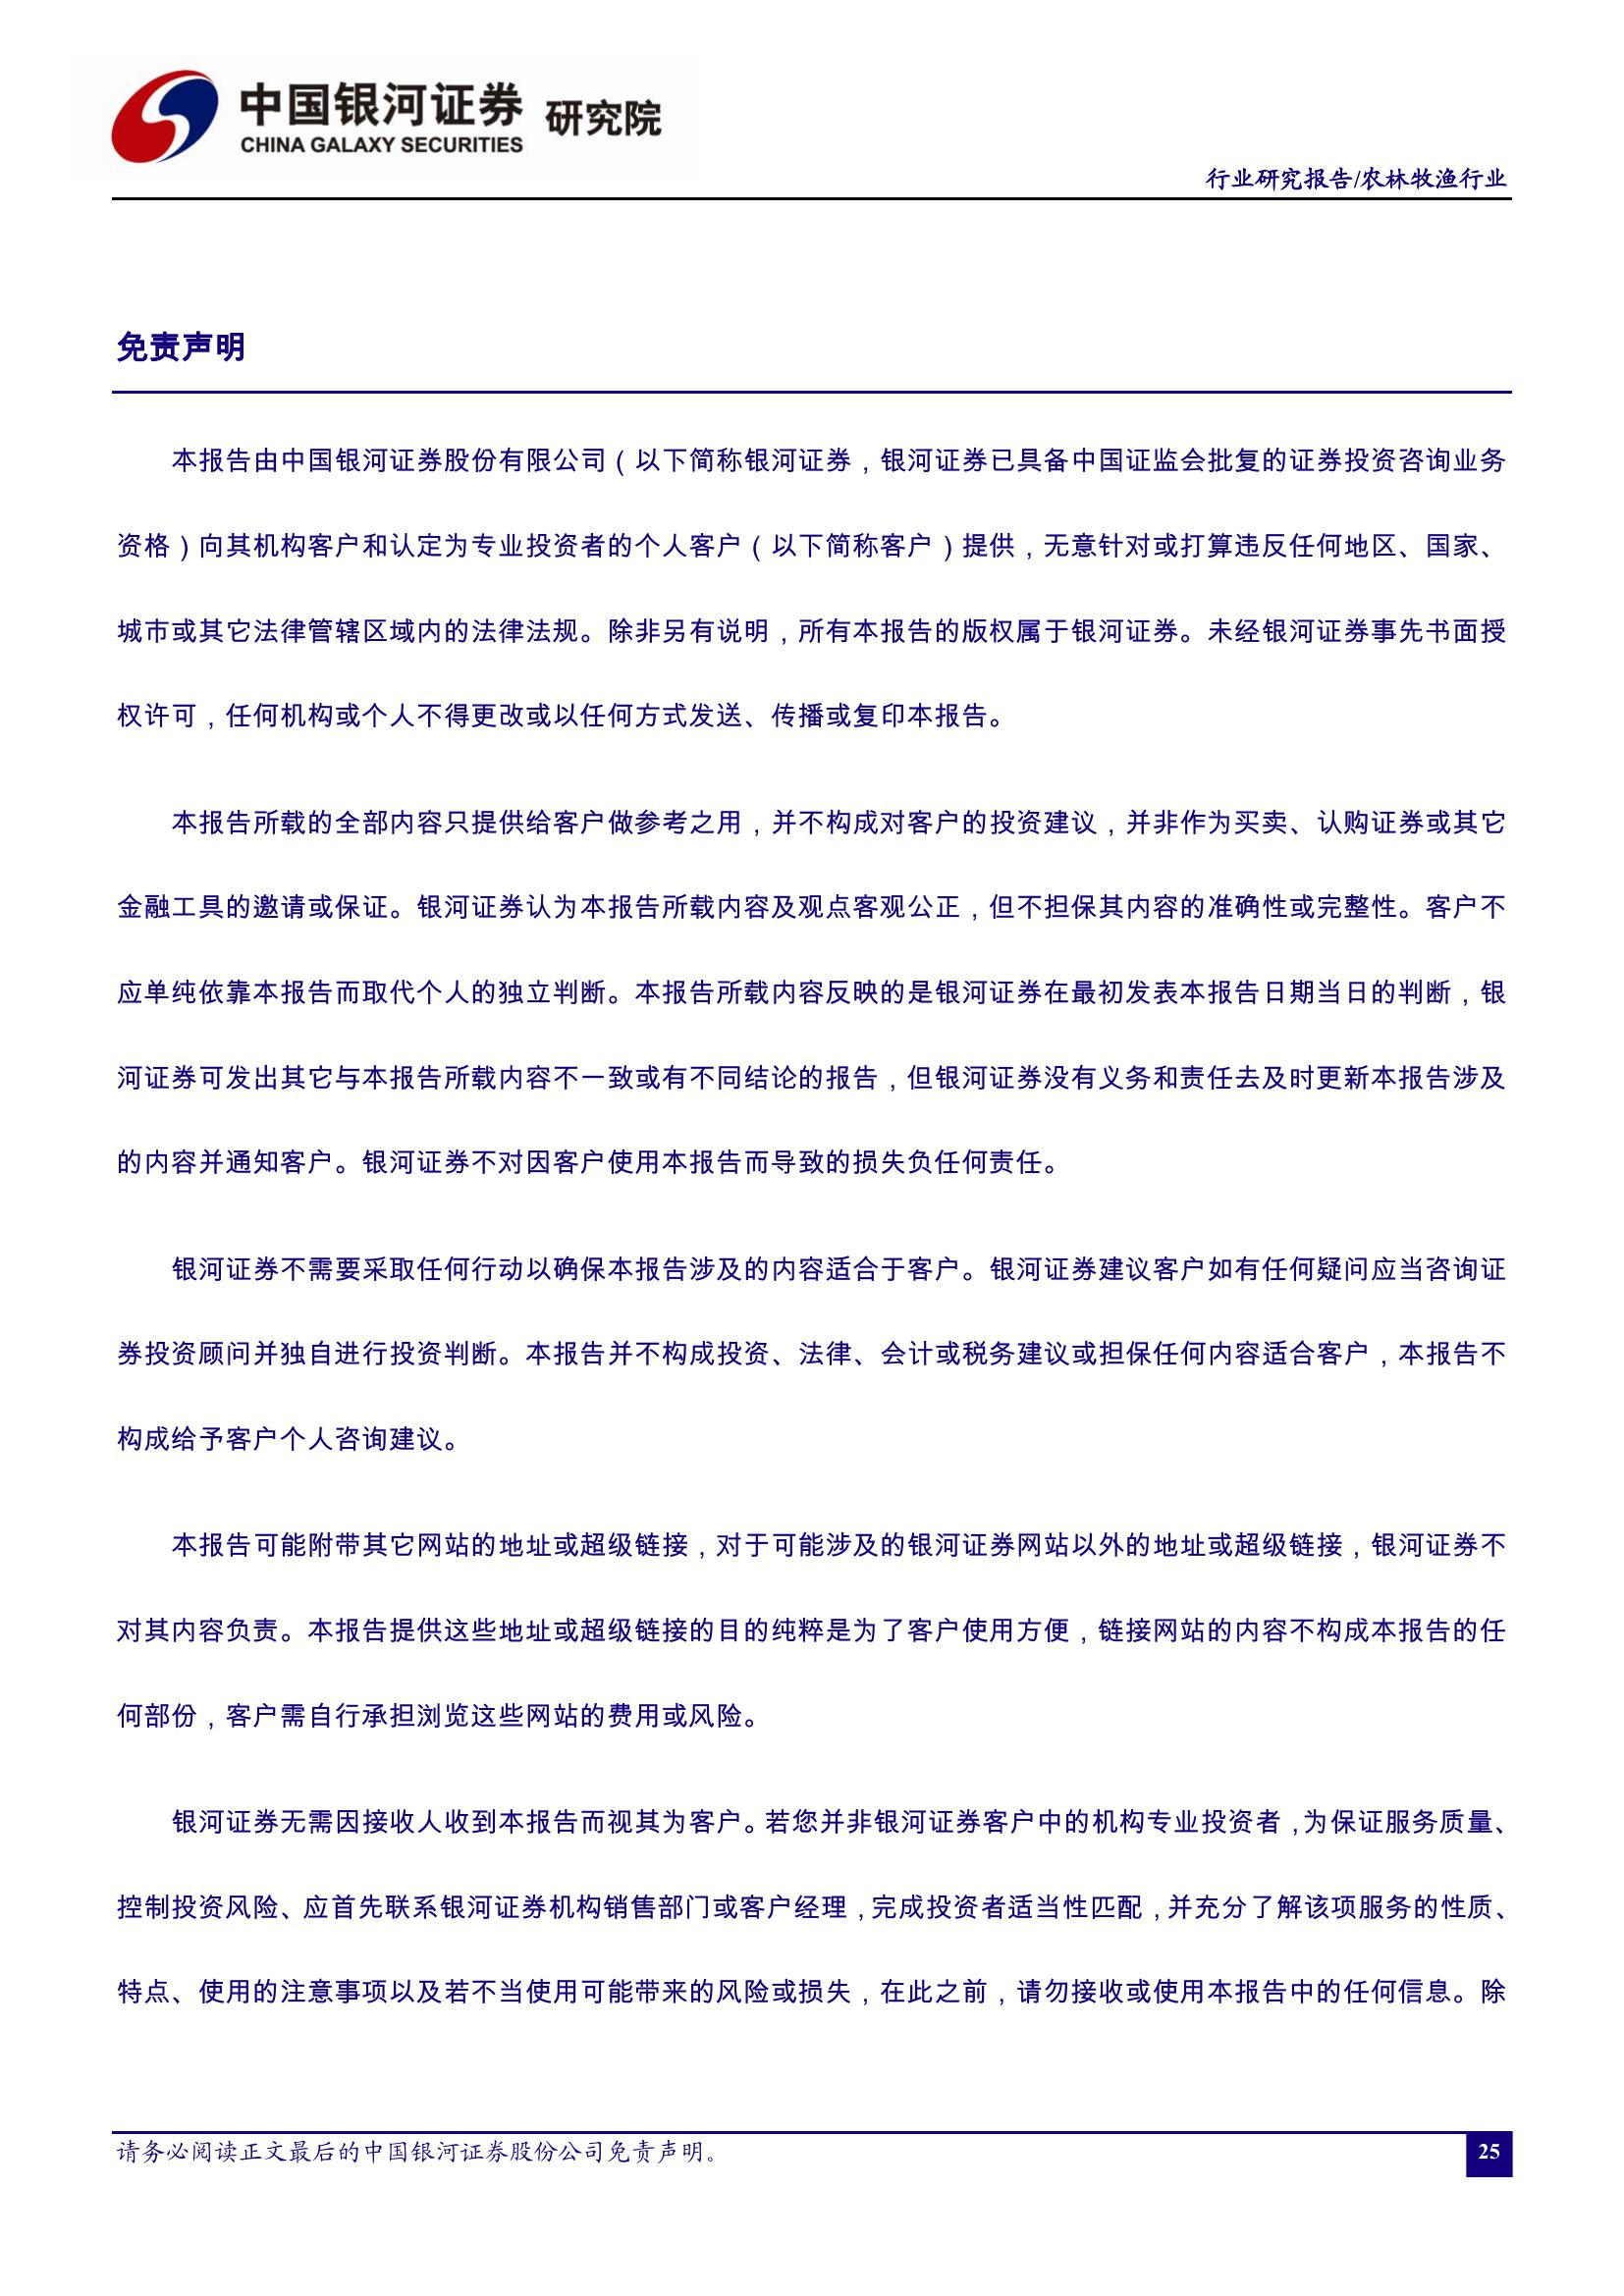 中国银河证券 研究院
CHINA GALAXY SECURITIES
行业研究报告/农林牧渔行业
免责声明
本报告由中国银河证券股份有限公司（以下简称银河证券，银河证券已具备中国证监会批复的证券投资咨询业务
资格）向其机构客户和认定为专业投资者的个人客户（以下简称客户）提供，无意针对或打算违反任何地区、国家、
城市或其它法律管辖区域内的法律法规。除非另有说明，所有本报告的版权属于银河证券。未经银河证券事先书面授
权许可，任何机构或个人不得更改或以任何方式发送、传播或复印本报告。
本报告所载的全部内容只提供给客户做参考之用，并不构成对客户的投资建议，并非作为买卖、认购证券或其它
金融工具的邀请或保证。银河证券认为本报告所载内容及观点客观公正，但不担保其内容的准确性或完整性。客户不
应单纯依靠本报告而取代个人的独立判断。本报告所载内容反映的是银河证券在最初发表本报告日期当日的判断，银
河证券可发出其它与本报告所载内容不一致或有不同结论的报告，但银河证券没有义务和责任去及时更新本报告涉及
的内容并通知客户。银河证券不对因客户使用本报告而导致的损失负任何责任。
银河证券不需要采取任何行动以确保本报告涉及的内容适合于客户。银河证券建议客户如有任何疑问应当咨询证
券投资顾问并独自进行投资判断。本报告并不构成投资、法律、会计或税务建议或担保任何内容适合客户，本报告不
构成给予客户个人咨询建议。
本报告可能附带其它网站的地址或超级链接，对于可能涉及的银河证券网站以外的地址或超级链接，银河证券不
对其内容负责。本报告提供这些地址或超级链接的目的纯粹是为了客户使用方便，链接网站的内容不构成本报告的任
何部份，客户需自行承担浏览这些网站的费用或风险。
银河证券无需因接收人收到本报告而视其为客户。若您并非银河证券客户中的机构专业投资者，为保证服务质量、
控制投资风险、应首先联系银河证券机构销售部门或客户经理，完成投资者适当性匹配，并充分了解该项服务的性质、
特点、使用的注意事项以及若不当使用可能带来的风险或损失，在此之前，请勿接收或使用本报告中的任何信息。除
请务必阅读正文最后的中国银河证券股份公司免责声明。
25